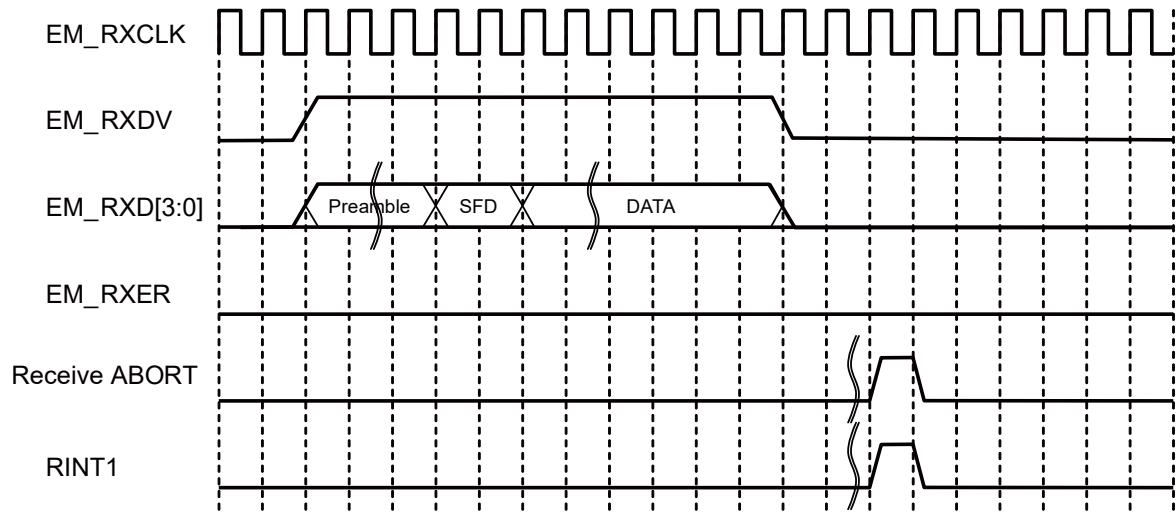 EM_RXCLK
EM_RXDV
EM_RXD[3:0]
Preamble
SFD
DATA
EM_RXER
Receive ABORT
RINT1